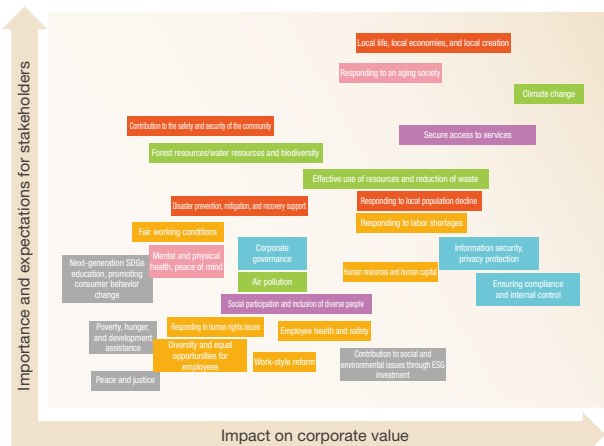 Importance and expectations for stakeholders
Local life, local economies, and local creation
Responding to an aging society
Climate change
Contribution to the safety and security of the community
Secure access to services
Forest resources/water resources and biodiversity
Effective use of resources and reduction of waste
Disaster prevention, mitigation, and recovery support
Responding to local population decline
Fair working conditions
Responding to labor shortages
Next-generation SDGs
education, promoting
consumer behavior
change
Mental and physical
health, peace of mind
Corporate
governance
Information security,
privacy protection
Air pollution
Human resources and human capital
Ensuring compliance
and internal control
Social participation and inclusion of diverse people
Poverty, hunger,
and development
assistance
Responding to human rights issues
Employee health and safety
Diversity and equal
opportunities for
employees
Work-style reform
Contribution to social and
environmental issues through ESG
investment
Peace and justice
Impact on corporate value